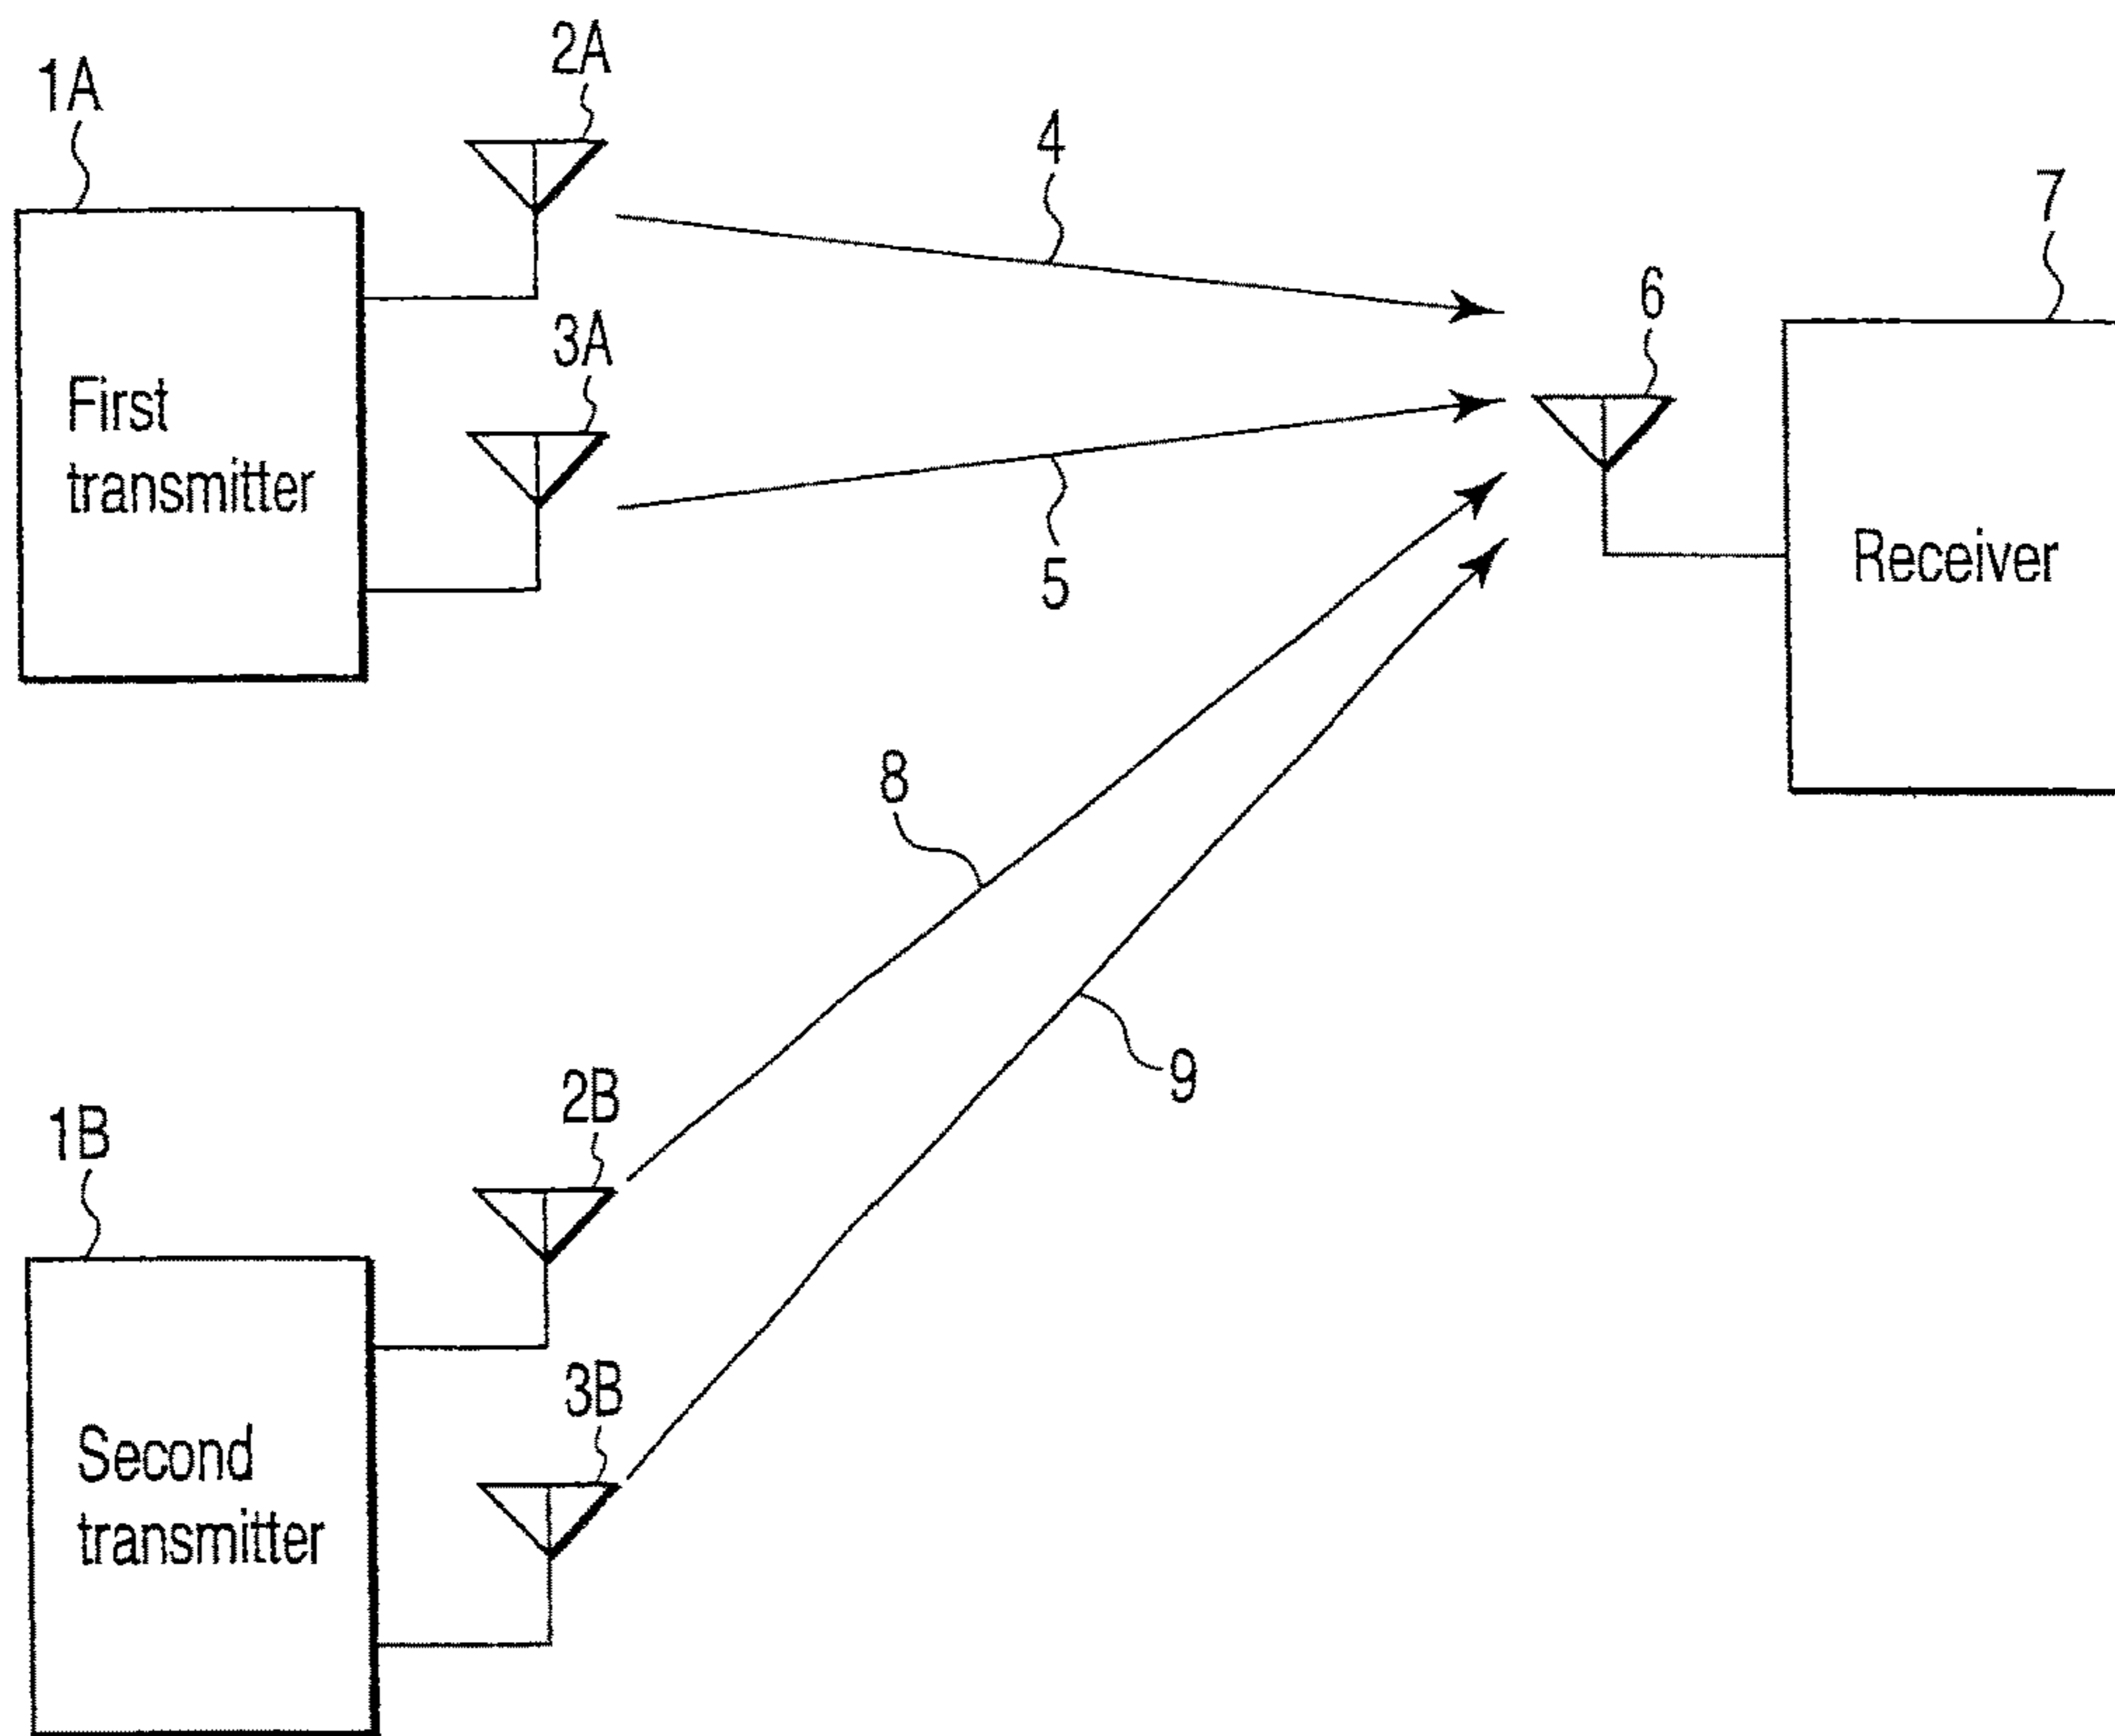 1A
2A
4
7
3A
6
First
transmitter
5
Receiver
8
9
1B
2B
3B
Second
transmitter